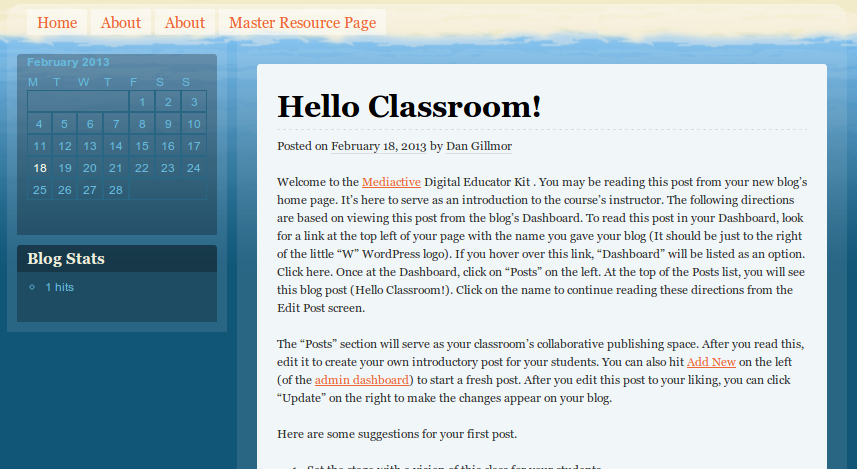 Home About About Master Resource Page
February 2013
M T W T F S S
1 2 3
4 5 6 7 8 9 10
11 12 13 14 15 16 17
18 19 20 21 22 23 24
25 26 27 28
Blog Stats
1 hits
Hello Classroom!
Posted on February 18, 2013 by Dan Gillmor
Welcome to the Mediactive Digital Educator Kit . You may be reading this post from your new blog’s
home page. It’s here to serve as an introduction to the course’s instructor. The following directions
are based on viewing this post from the blog’s Dashboard. To read this post in your Dashboard, look
for a link at the top left of your page with the name you gave your blog (It should be just to the right
of the little “W” WordPress logo). If you hover over this link, “Dashboard” will be listed as an option.
Click here. Once at the Dashboard, click on “Posts” on the left. At the top of the Posts list, you will see
this blog post (Hello Classroom!). Click on the name to continue reading these directions from the
Edit Post screen.
The “Posts” section will serve as your classroom’s collaborative publishing space. After you read this,
edit it to create your own introductory post for your students. You can also hit Add New on the left
(of the admin dashboard) to start a fresh post. After you edit this post to your liking, you can click
“Update” on the right to make the changes appear on your blog.
Here are some suggestions for your first post.
1. Set the stage with a vision of this class for your students